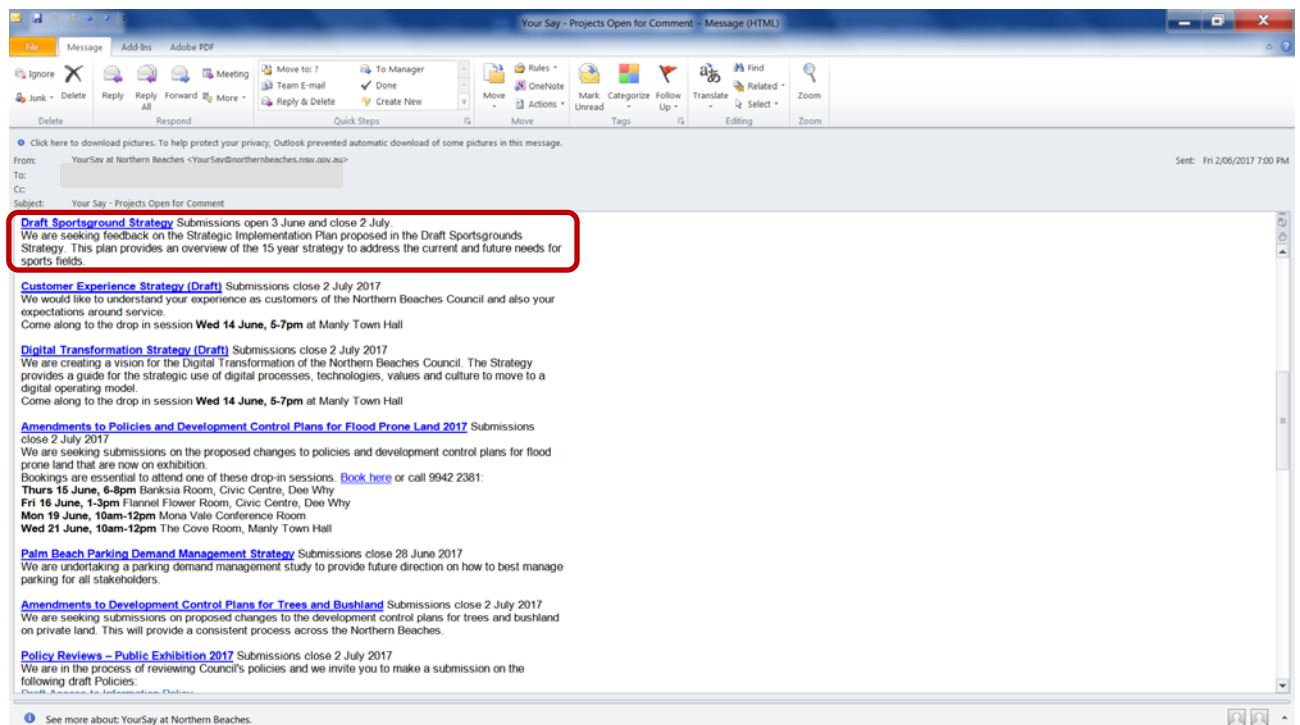 Your Say - Projects Open for Comment - Message (HTML)
File Message Add-Ins Adobe PDF
Ignore
Junk
Delete
Reply
Reply All
Forward
Meeting
More
Move to: ?
Team E-mail
Reply & Delete
To Manager
Done
Create New
Move
Rules
OneNote
Actions
Mark Unread
Categorize
Follow Up
Translate
Find
Related
Select
Zoom
Delete Respond Quick Steps Move Tags Editing Zoom
Click here to download pictures. To help protect your privacy, Outlook prevented automatic download of some pictures in this message.
From: YourSay at Northern Beaches <YourSay@northernbeaches.nsw.gov.au>
Sent: Fri 2/06/2017 7:00 PM
To:
Cc:
Subject: Your Say - Projects Open for Comment
Draft Sportsground Strategy Submissions open 3 June and close 2 July.
We are seeking feedback on the Strategic Implementation Plan proposed in the Draft Sportsgrounds
Strategy. This plan provides an overview of the 15 year strategy to address the current and future needs for
sports fields.
Customer Experience Strategy (Draft) Submissions close 2 July 2017
We would like to understand your experience as customers of the Northern Beaches Council and also your
expectations around service.
Come along to the drop in session Wed 14 June, 5-7pm at Manly Town Hall
Digital Transformation Strategy (Draft) Submissions close 2 July 2017
We are creating a vision for the Digital Transformation of the Northern Beaches Council. The Strategy
provides a guide for the strategic use of digital processes, technologies, values and culture to move to a
digital operating model.
Come along to the drop in session Wed 14 June, 5-7pm at Manly Town Hall
Amendments to Policies and Development Control Plans for Flood Prone Land 2017 Submissions
close 2 July 2017
We are seeking submissions on the proposed changes to policies and development control plans for flood
prone land that are now on exhibition.
Bookings are essential to attend one of these drop-in sessions. Book here or call 9942 2381:
Thurs 15 June, 6-8pm Banksia Room, Civic Centre, Dee Why
Fri 16 June, 1-3pm Flannel Flower Room, Civic Centre, Dee Why
Mon 19 June, 10am-12pm Mona Vale Conference Room
Wed 21 June, 10am-12pm The Cove Room, Manly Town Hall
Palm Beach Parking Demand Management Strategy Submissions close 28 June 2017
We are undertaking a parking demand management study to provide future direction on how to best manage
parking for all stakeholders.
Amendments to Development Control Plans for Trees and Bushland Submissions close 2 July 2017
We are seeking submissions on proposed changes to the development control plans for trees and bushland
on private land. This will provide a consistent process across the Northern Beaches.
Policy Reviews – Public Exhibition 2017 Submissions close 2 July 2017
We are in the process of reviewing Council's policies and we invite you to make a submission on the
following draft Policies:
Draft Access to Information Policy
See more about: YourSay at Northern Beaches.